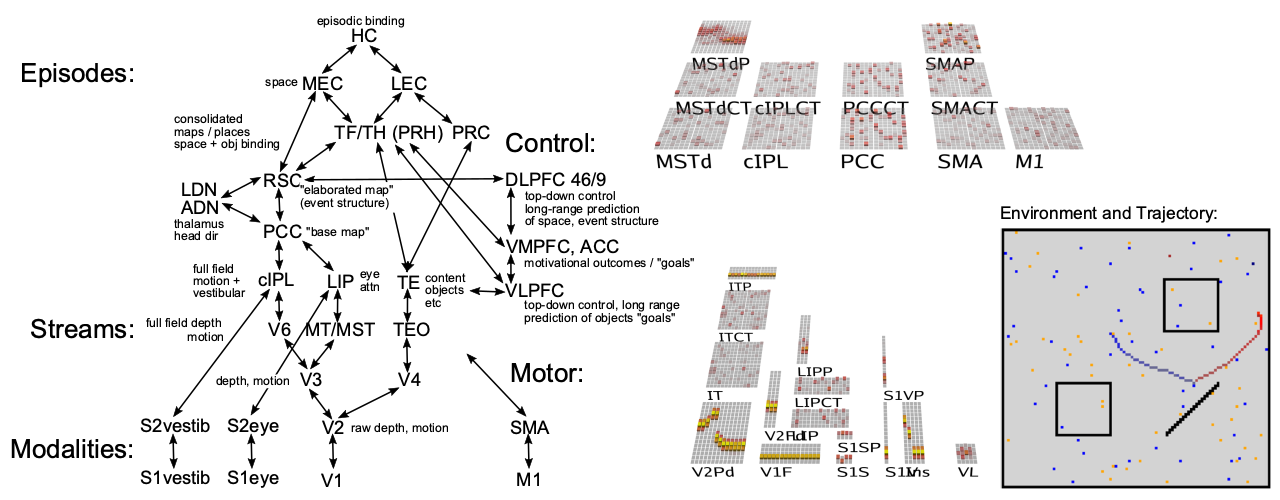 episodic binding
HC
Episodes:
space MEC
LEC
consolidated
maps / places
space + obj binding
TF/TH (PRH) PRC
Control:
LDN
ADN
thalamus
head dir
RSC "elaborated map"
(event structure)
DLPFC 46/9
top-down control
long-range prediction
of space, event structure
PCC "base map"
VMPFC, ACC
motivational outcomes / "goals"
full field
motion +
vestibular
cIPL
LIP eye
attn
TE content
objects
etc
VLPFC
top-down control, long range
prediction of objects "goals"
Streams:
full field depth
motion
V6 MT/MST TEO
depth, motion
V3
V4
Motor:
S2vestib
S2eye
V2 raw depth, motion
SMA
Modalities:
S1vestib
S1eye
V1
M1
MSTdP
SMAP
MSTdCT cIPLCT PCCCT SMACT
MSTd cIPL PCC SMA M1
ITP
ITCT
IT
LIPP
LIPCT
S1VP
S1SP
V2Pd V1F S1S VL
Environment and Trajectory: